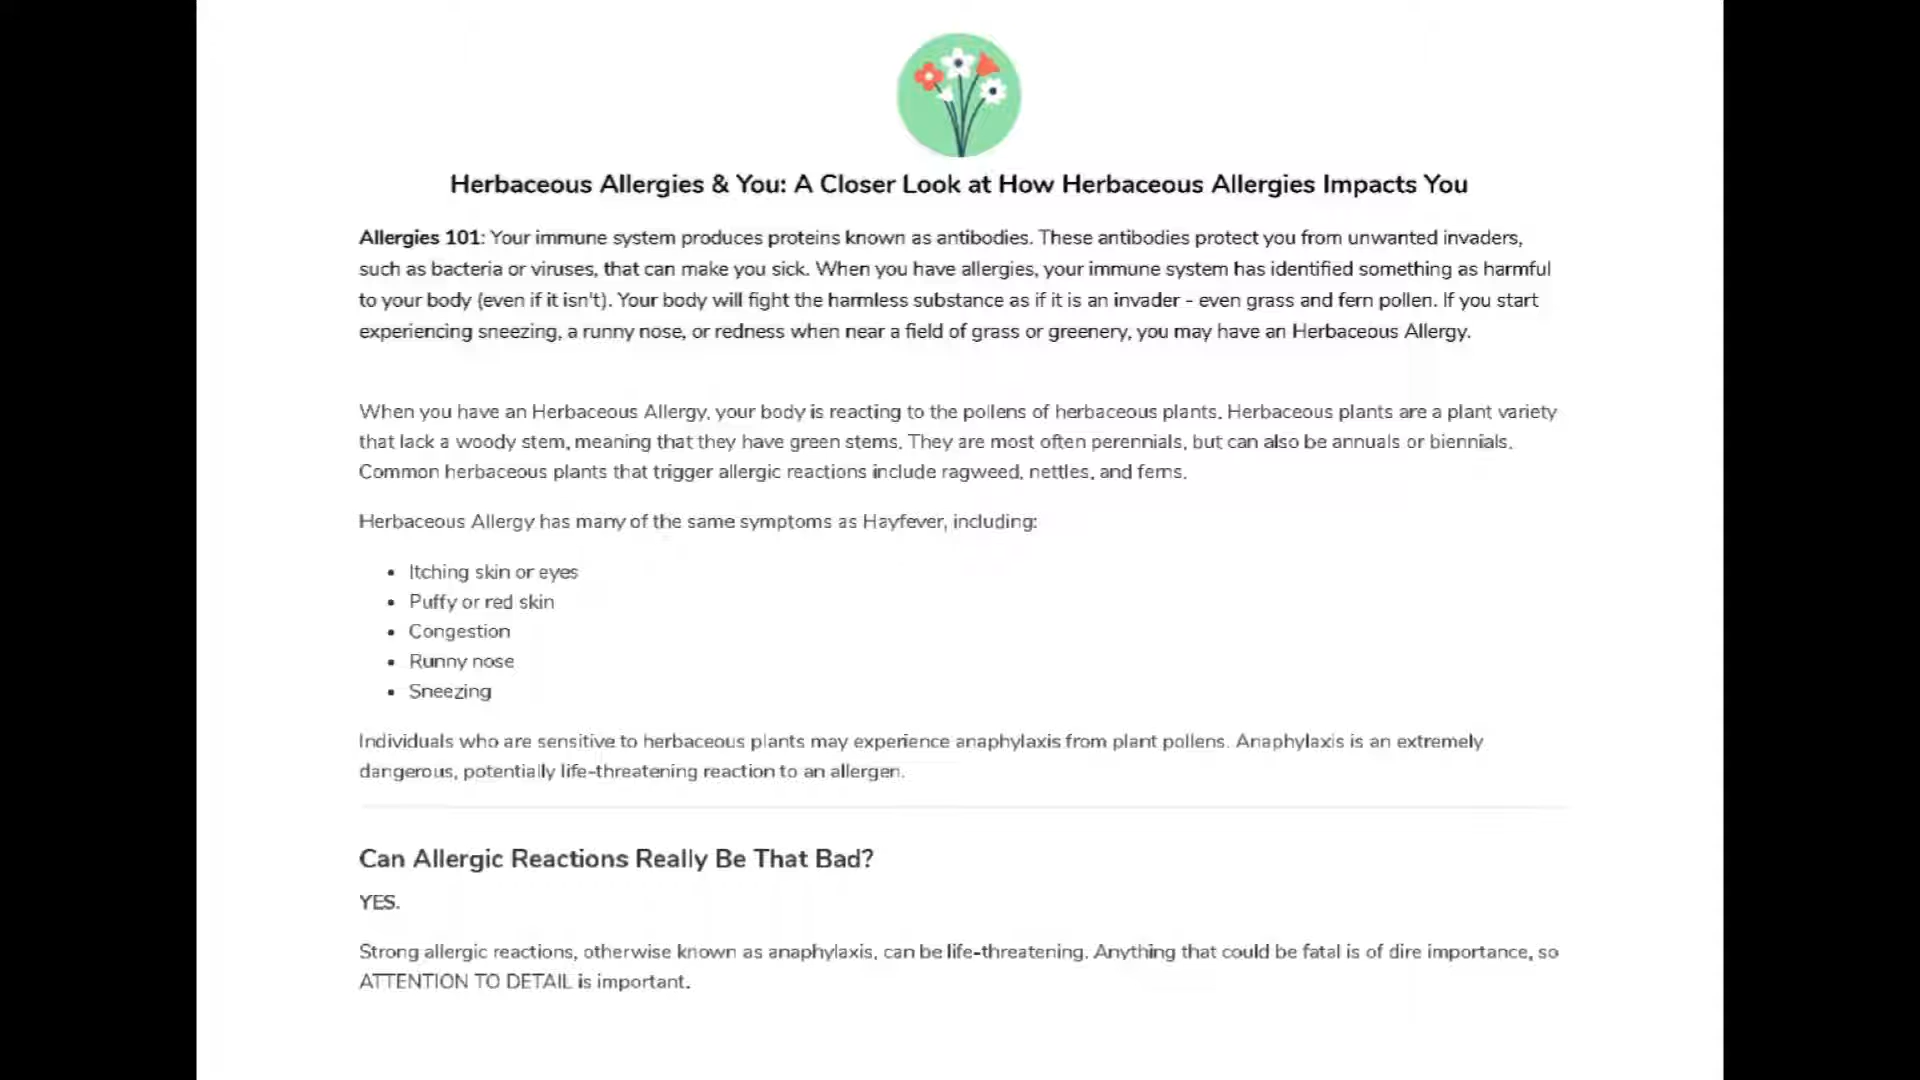 Herbaceous Allergies & You: A Closer Look at How Herbaceous Allergies Impacts You
Allergies 101: Your immune system produces proteins known as antibodies. These antibodies protect you from unwanted invaders,
such as bacteria or viruses, that can make you sick. When you have allergies, your immune system has identified something as harmful
to your body (even if it isn't). Your body will fight the harmless substance as if it is an invader - even grass and fern pollen. If you start
experiencing sneezing, a runny nose, or redness when near a field of grass or greenery, you may have an Herbaceous Allergy.
When you have an Herbaceous Allergy, your body is reacting to the pollens of herbaceous plants. Herbaceous plants are a plant variety
that lack a woody stem, meaning that they have green stems. They are most often perennials, but can also be annuals or biennials.
Common herbaceous plants that trigger allergic reactions include ragweed, nettles, and ferns.
Herbaceous Allergy has many of the same symptoms as Hayfever, including:
• Itching skin or eyes
• Puffy or red skin
• Congestion
• Runny nose
• Sneezing
Individuals who are sensitive to herbaceous plants may experience anaphylaxis from plant pollens. Anaphylaxis is an extremely
dangerous, potentially life-threatening reaction to an allergen.
Can Allergic Reactions Really Be That Bad?
YES.
Strong allergic reactions, otherwise known as anaphylaxis, can be life-threatening. Anything that could be fatal is of dire importance, so
ATTENTION TO DETAIL is important.